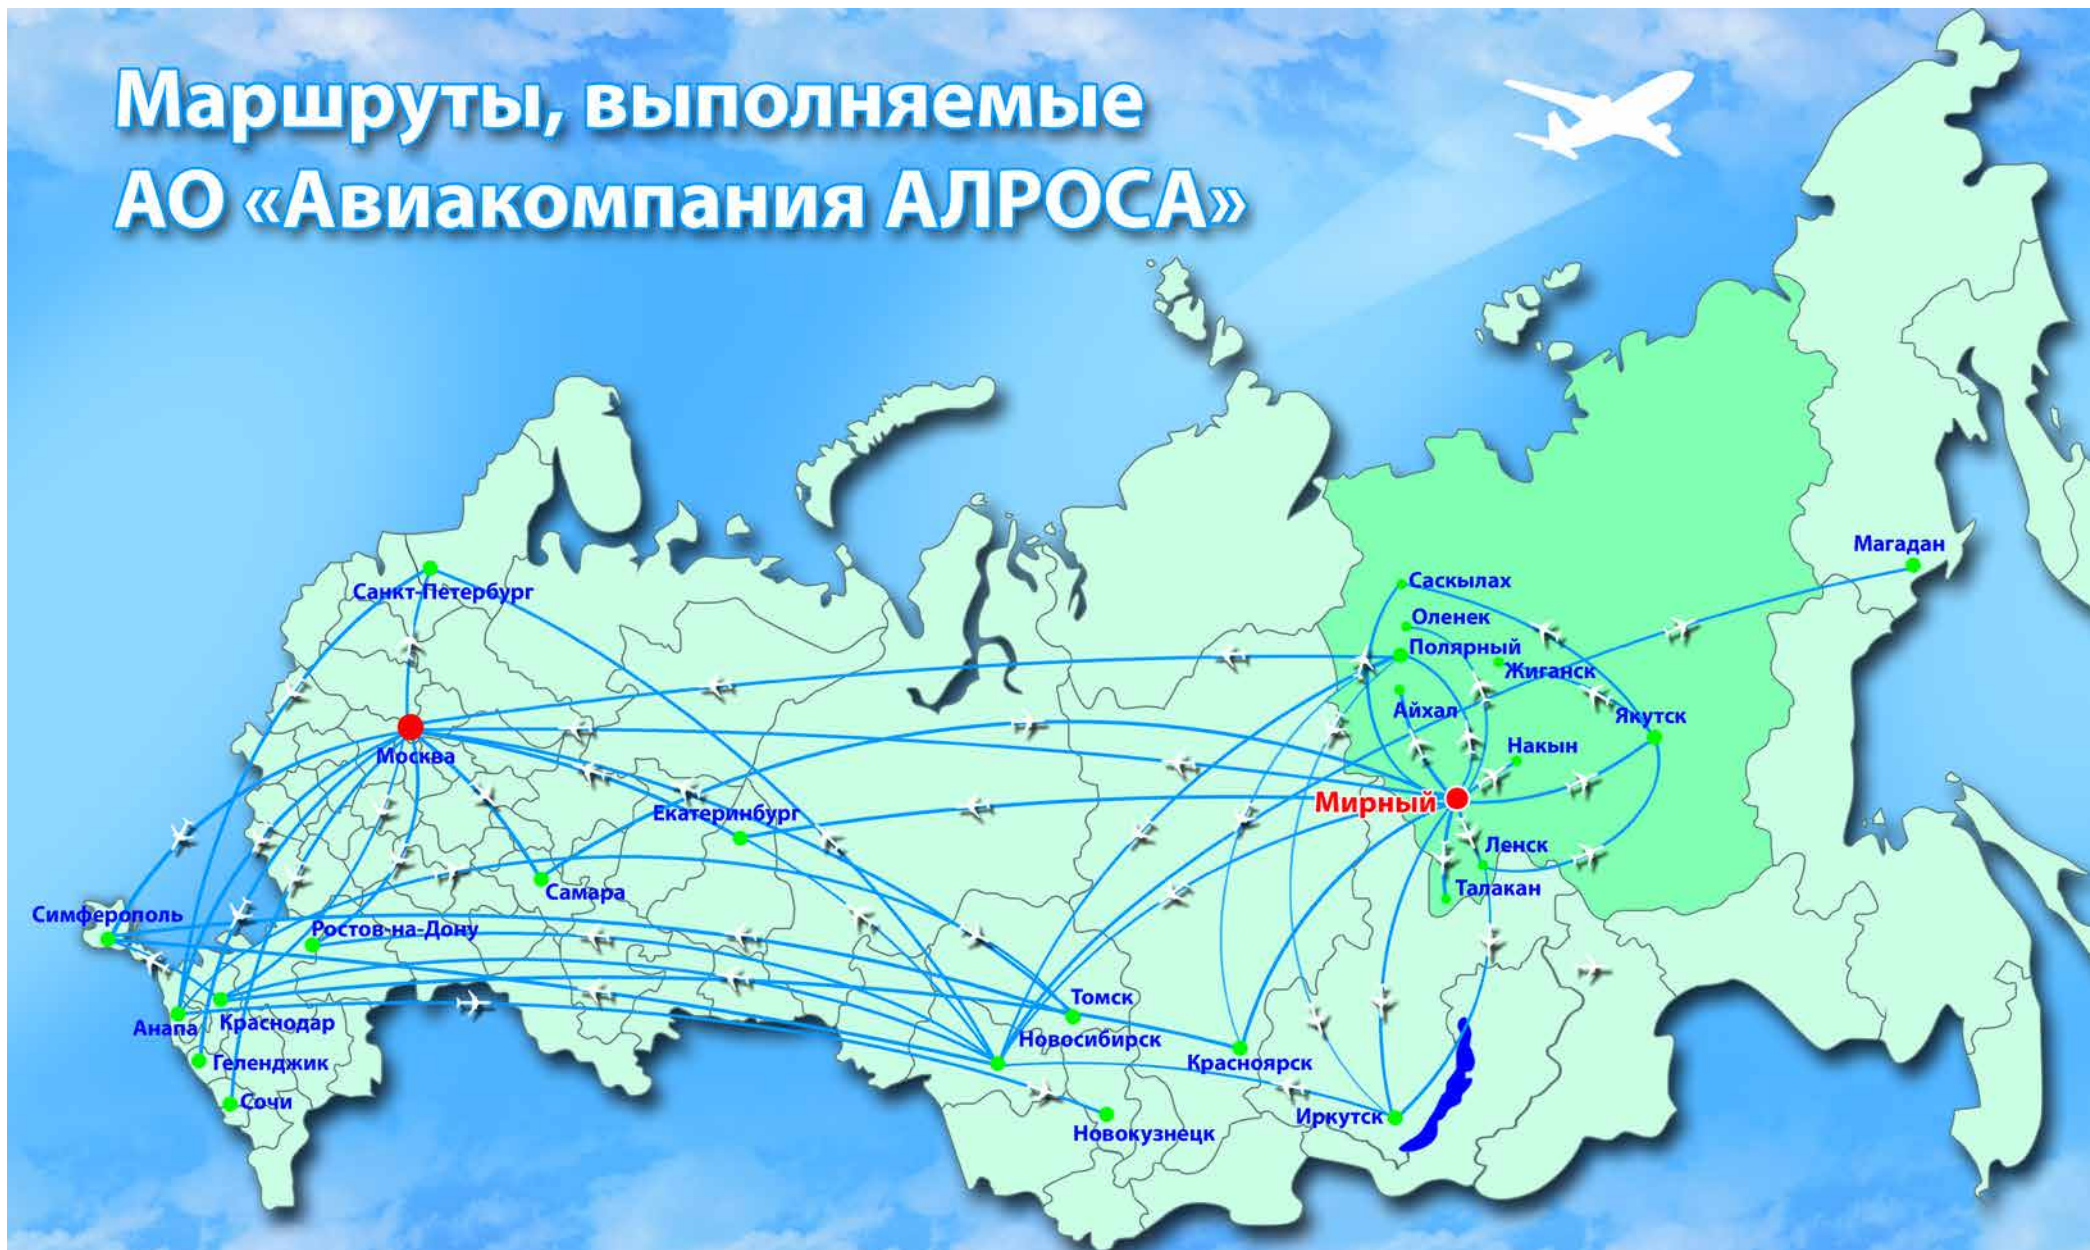 Маршруты, выполняемые
АО «Авиакомпания АЛРОСА»
Магадан
Саскылах
Санкт-Петербург
Оленек
Полярный
Жиганск
Айхал
Якутск
Накын
Москва
Мирный
Екатеринбург
Ленск
Самара
Талакан
Симферополь
Ростов-на-Дону
Томск
Анапа
Краснодар
Новосибирск
Геленджик
Красноярск
Сочи
Иркутск
Новокузнецк